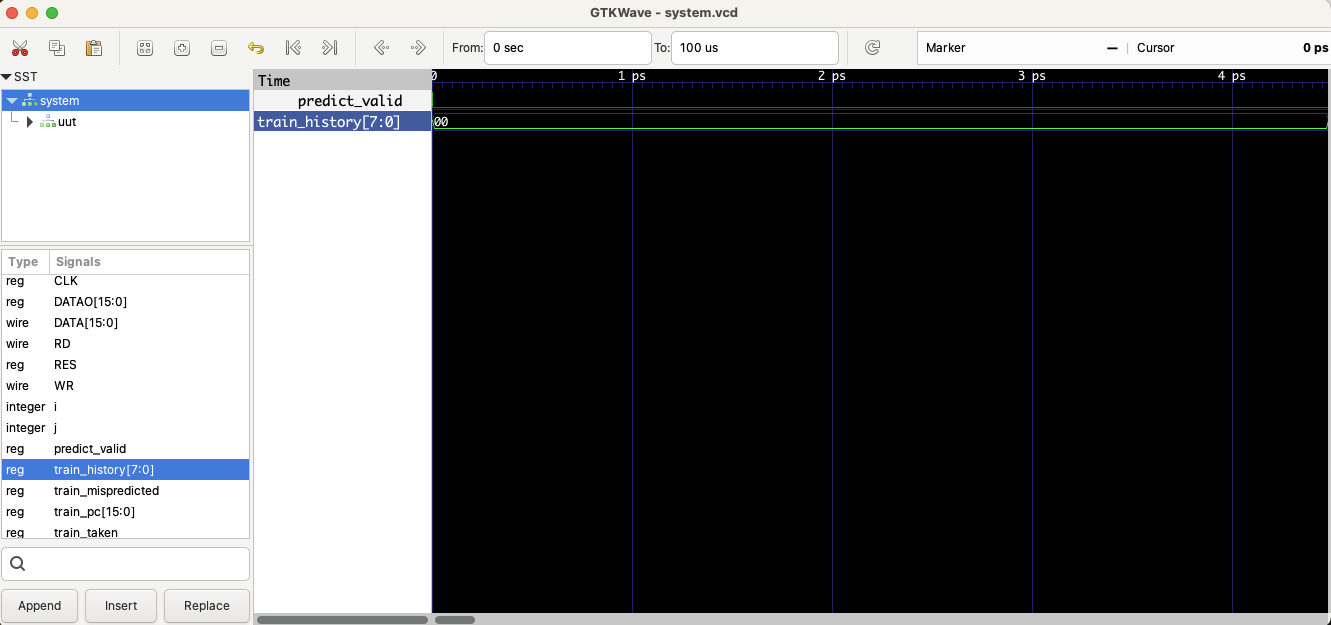 GTKWave - system.vcd
From: 0 sec To: 100 us Marker — | Cursor 0 ps
SST
system
uut
Type Signals
reg CLK
reg DATAO[15:0]
wire DATA[15:0]
wire RD
reg RES
wire WR
integer i
integer j
reg predict_valid
reg train_history[7:0]
reg train_mispredicted
reg train_pc[15:0]
reg train_taken
Append Insert Replace
Time
predict_valid
train_history[7:0]
0 1 ps 2 ps 3 ps 4 ps
00